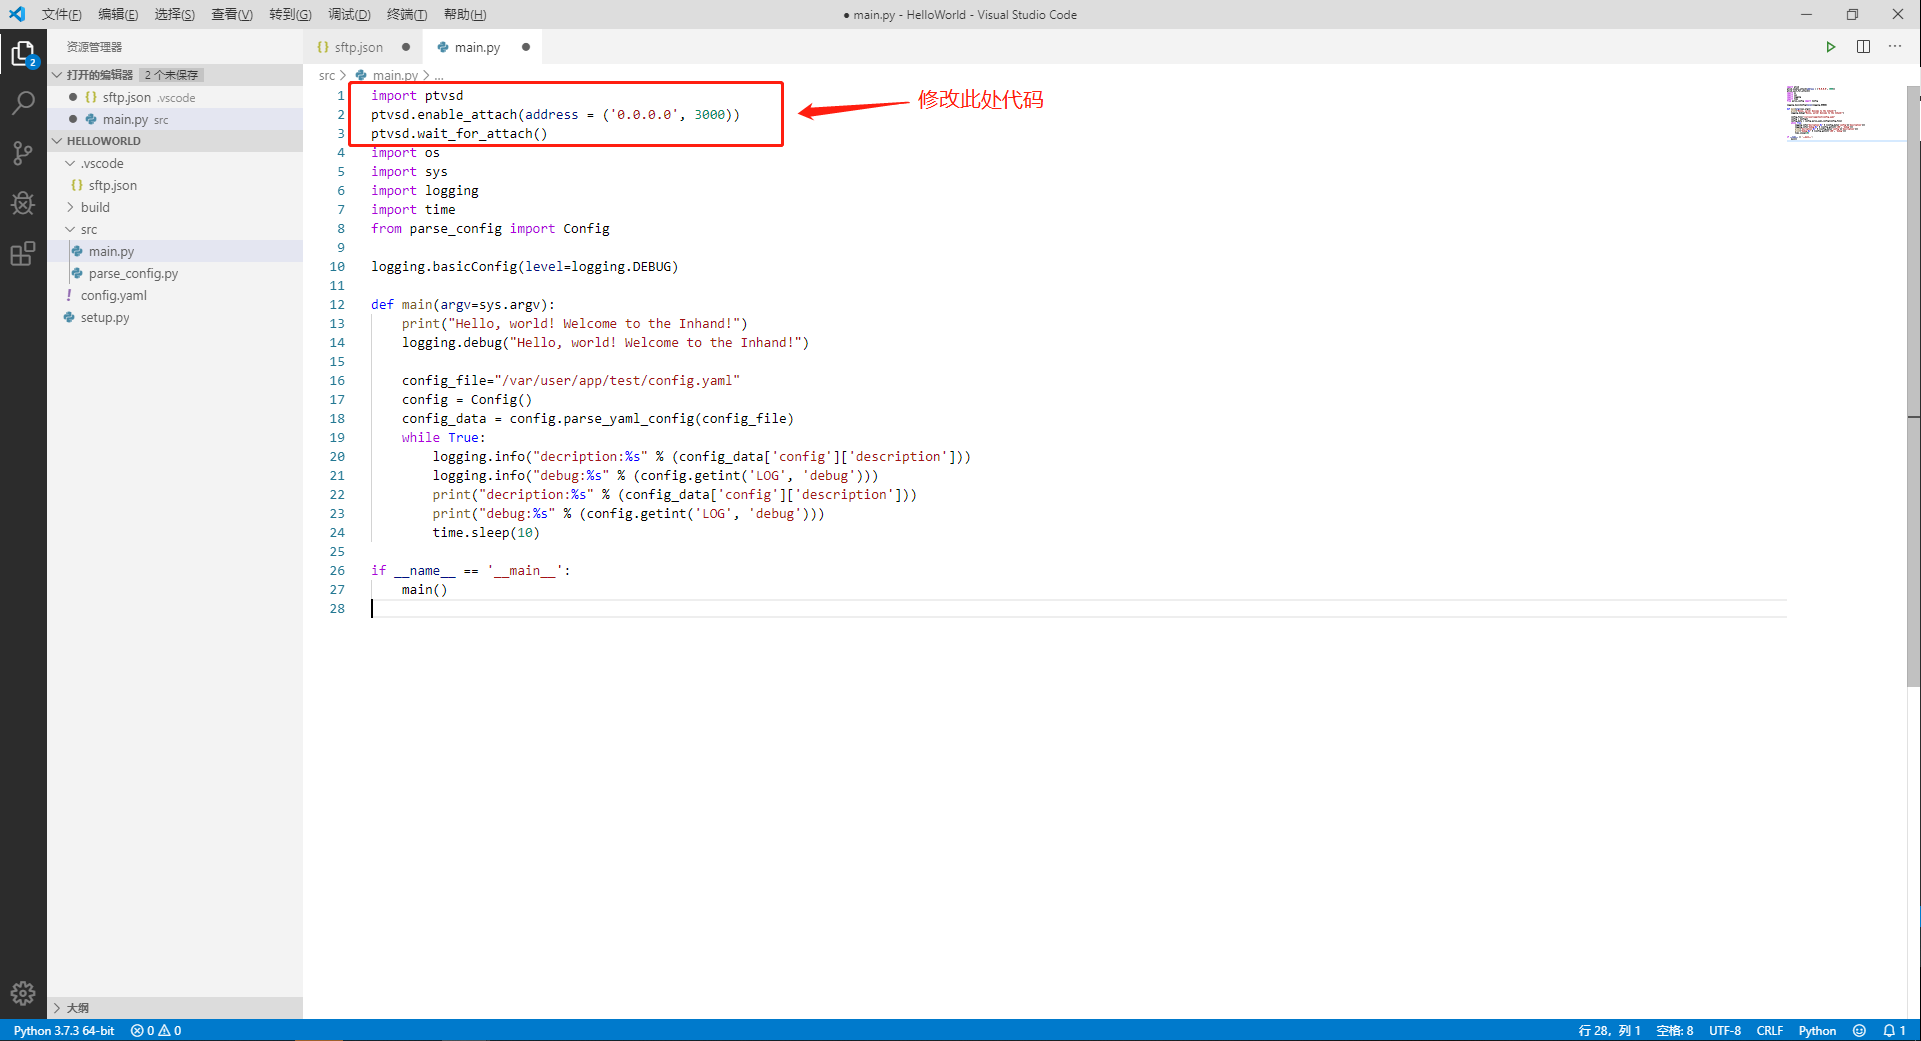 文件(F) 编辑(E) 选择(S) 查看(V) 转到(G) 调试(D) 终端(T) 帮助(H)
● main.py - HelloWorld - Visual Studio Code
资源管理器
打开的编辑器 2 个未保存
sftp.json .vscode
main.py src
HELLOWORLD
.vscode
sftp.json
build
src
main.py
parse_config.py
config.yaml
setup.py
大纲
sftp.json
main.py
src > main.py > ...
1 import ptvsd
2 ptvsd.enable_attach(address = ('0.0.0.0', 3000))
3 ptvsd.wait_for_attach()
修改此处代码
4 import os
5 import sys
6 import logging
7 import time
8 from parse_config import Config
9
10 logging.basicConfig(level=logging.DEBUG)
11
12 def main(argv=sys.argv):
13     print("Hello, world! Welcome to the Inhand!")
14     logging.debug("Hello, world! Welcome to the Inhand!")
15
16     config_file="/var/user/app/test/config.yaml"
17     config = Config()
18     config_data = config.parse_yaml_config(config_file)
19     while True:
20         logging.info("decription:%s" % (config_data['config']['description']))
21         logging.info("debug:%s" % (config.getint('LOG', 'debug')))
22         print("decription:%s" % (config_data['config']['description']))
23         print("debug:%s" % (config.getint('LOG', 'debug')))
24         time.sleep(10)
25
26 if __name__ == '__main__':
27     main()
28
2
Python 3.7.3 64-bit 0 0 行 28，列 1 空格: 8 UTF-8 CRLF Python 1